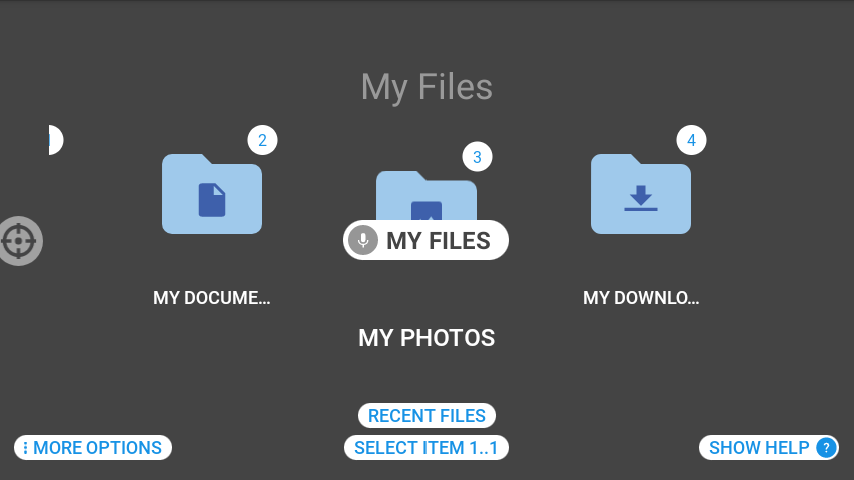 My Files
2
3
4
MY FILES
MY DOCUME...
MY DOWNLO...
MY PHOTOS
RECENT FILES
MORE OPTIONS
SELECT ITEM 1..1
SHOW HELP ?